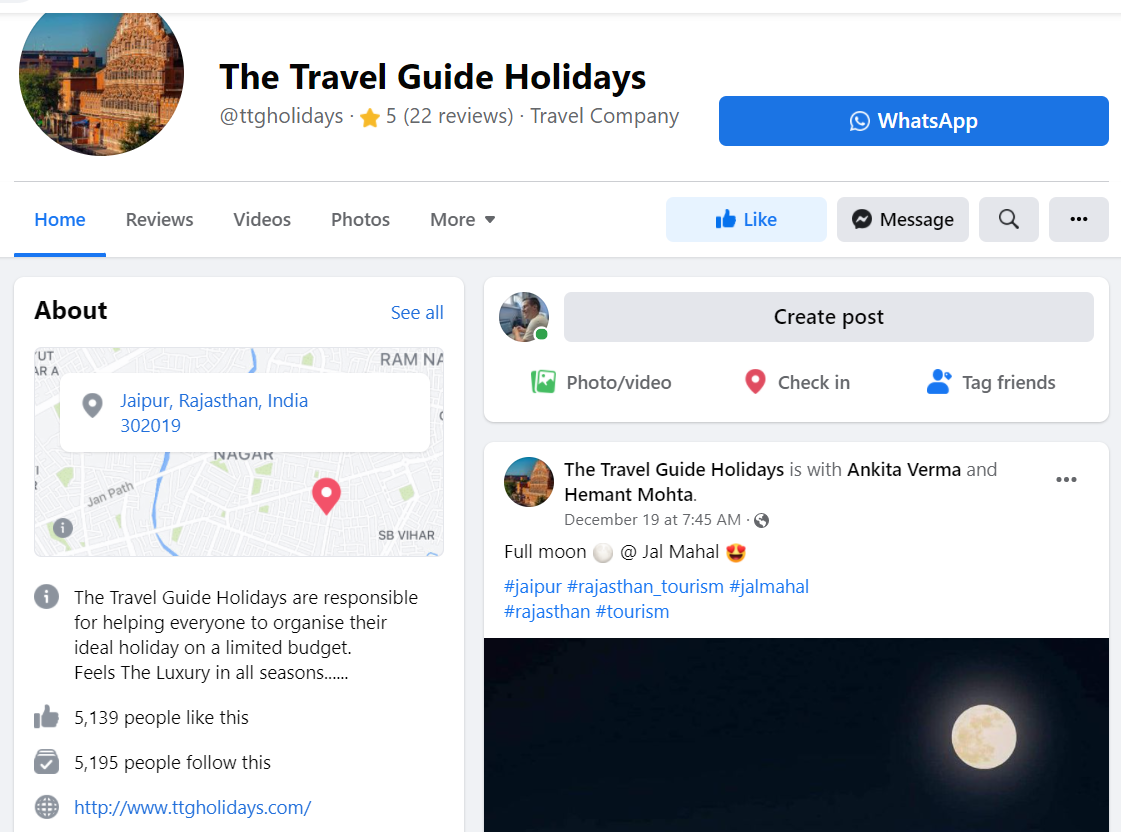 The Travel Guide Holidays
@ttgholidays · 5 (22 reviews) · Travel Company
WhatsApp
Home
Reviews
Videos
Photos
More
Like
Message
About
See all
RAM NA
Jaipur, Rajasthan, India
302019
NAGAR
Jan Path
SB VIHAR
The Travel Guide Holidays are responsible
for helping everyone to organise their
ideal holiday on a limited budget.
Feels The Luxury in all seasons......
5,139 people like this
5,195 people follow this
http://www.ttgholidays.com/
Create post
Photo/video
Check in
Tag friends
The Travel Guide Holidays is with Ankita Verma and
Hemant Mohta.
December 19 at 7:45 AM ·
Full moon 🌕 @ Jal Mahal 😍
#jaipur #rajasthan_tourism #jalmahal
#rajasthan #tourism